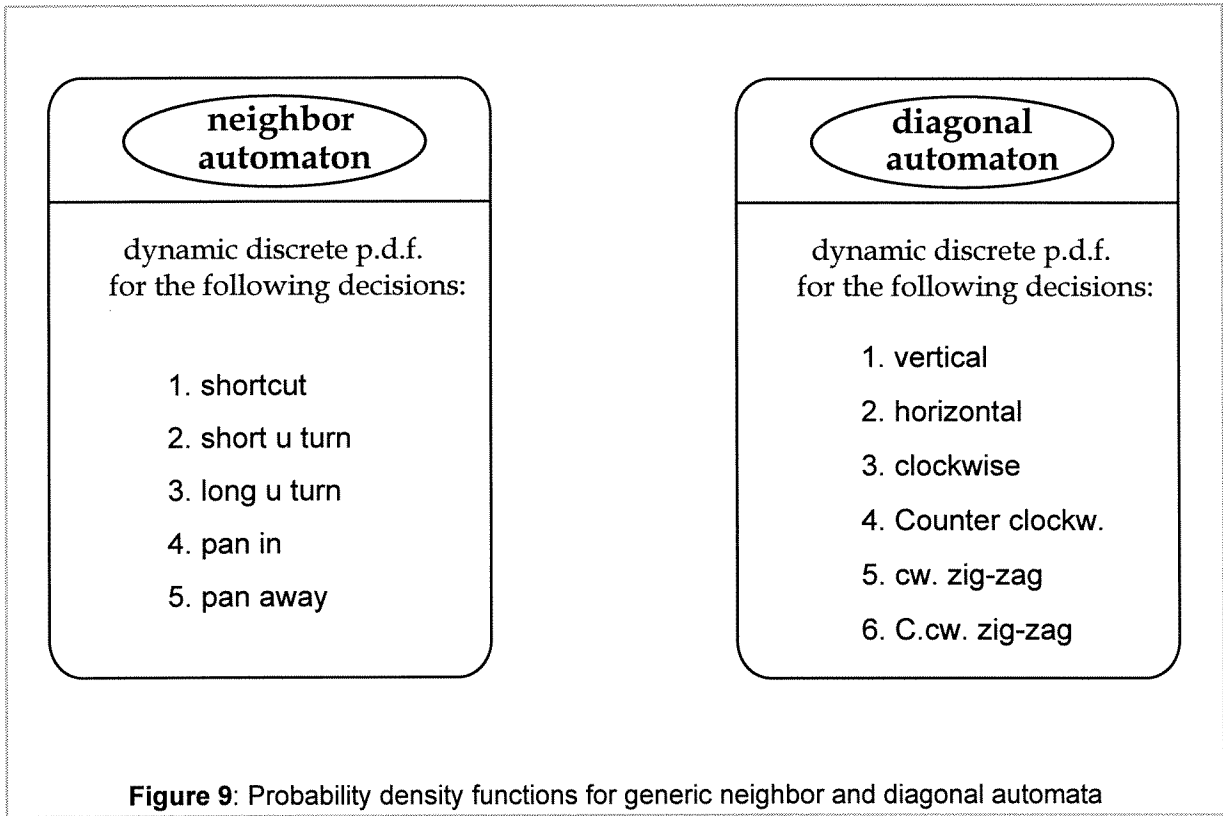 neighbor
automaton
dynamic discrete p.d.f.
for the following decisions:
1. shortcut
2. short u turn
3. long u turn
4. pan in
5. pan away
diagonal
automaton
dynamic discrete p.d.f.
for the following decisions:
1. vertical
2. horizontal
3. clockwise
4. Counter clockw.
5. cw. zig-zag
6. C.cw. zig-zag
Figure 9: Probability density functions for generic neighbor and diagonal automata